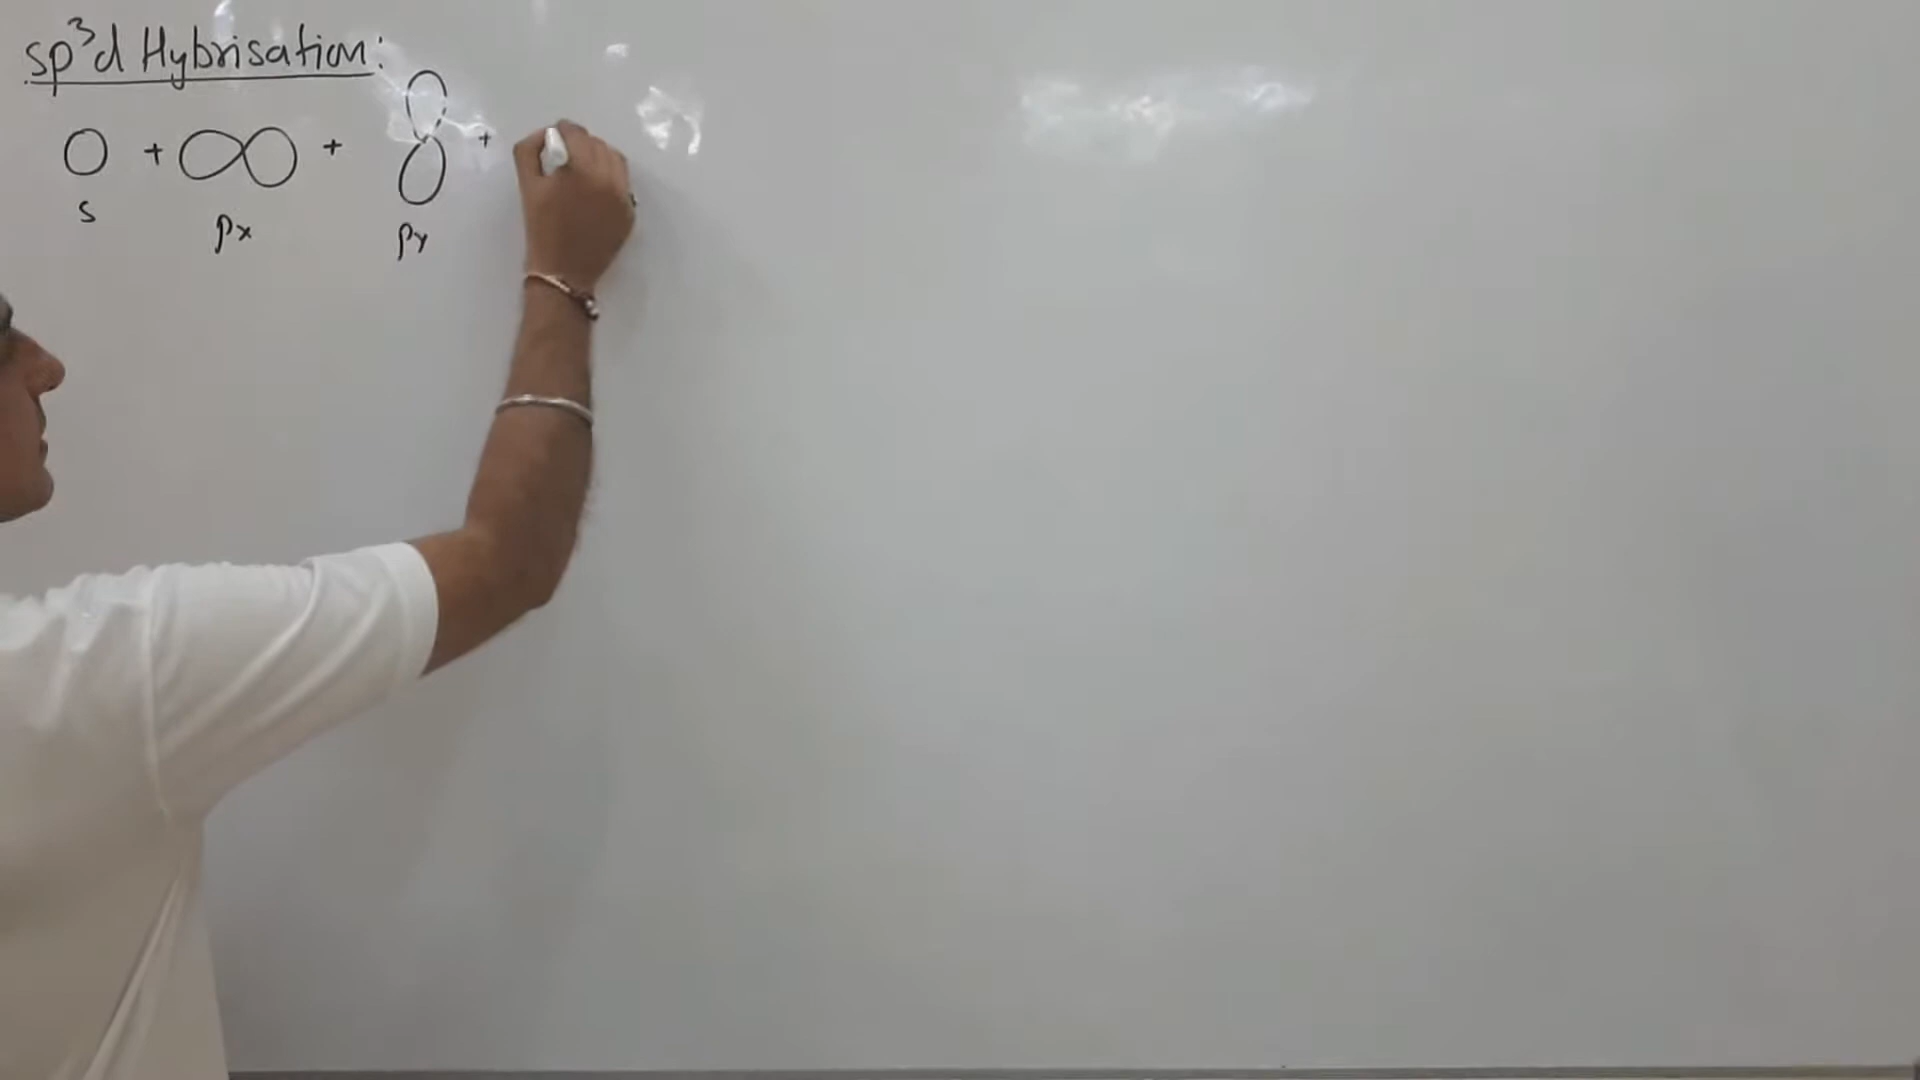 sp³d Hybrisation:
+ + +
s px py